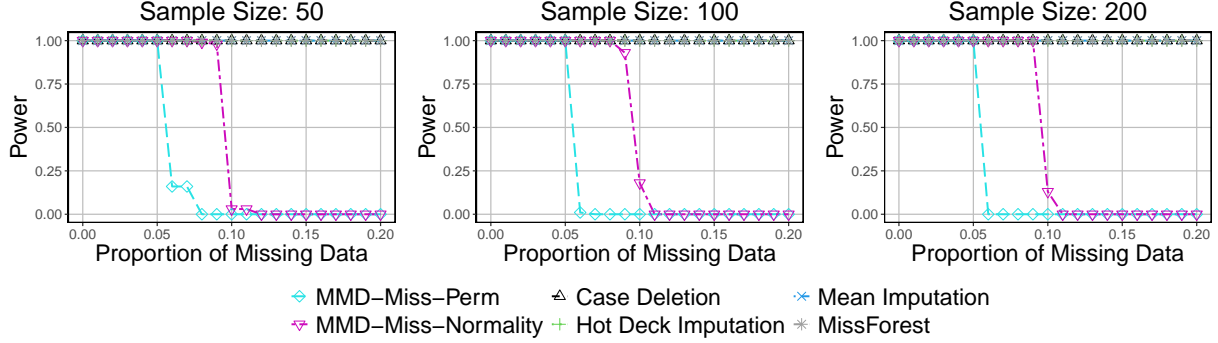 Sample Size: 50
Sample Size: 100
Sample Size: 200
Power
1.00
0.75
0.50
0.25
0.00
0.00
0.05
0.10
0.15
0.20
Proportion of Missing Data
Power
1.00
0.75
0.50
0.25
0.00
0.00
0.05
0.10
0.15
0.20
Proportion of Missing Data
Power
1.00
0.75
0.50
0.25
0.00
0.00
0.05
0.10
0.15
0.20
Proportion of Missing Data
MMD-Miss-Perm
Case Deletion
Mean Imputation
MMD-Miss-Normality
Hot Deck Imputation
MissForest